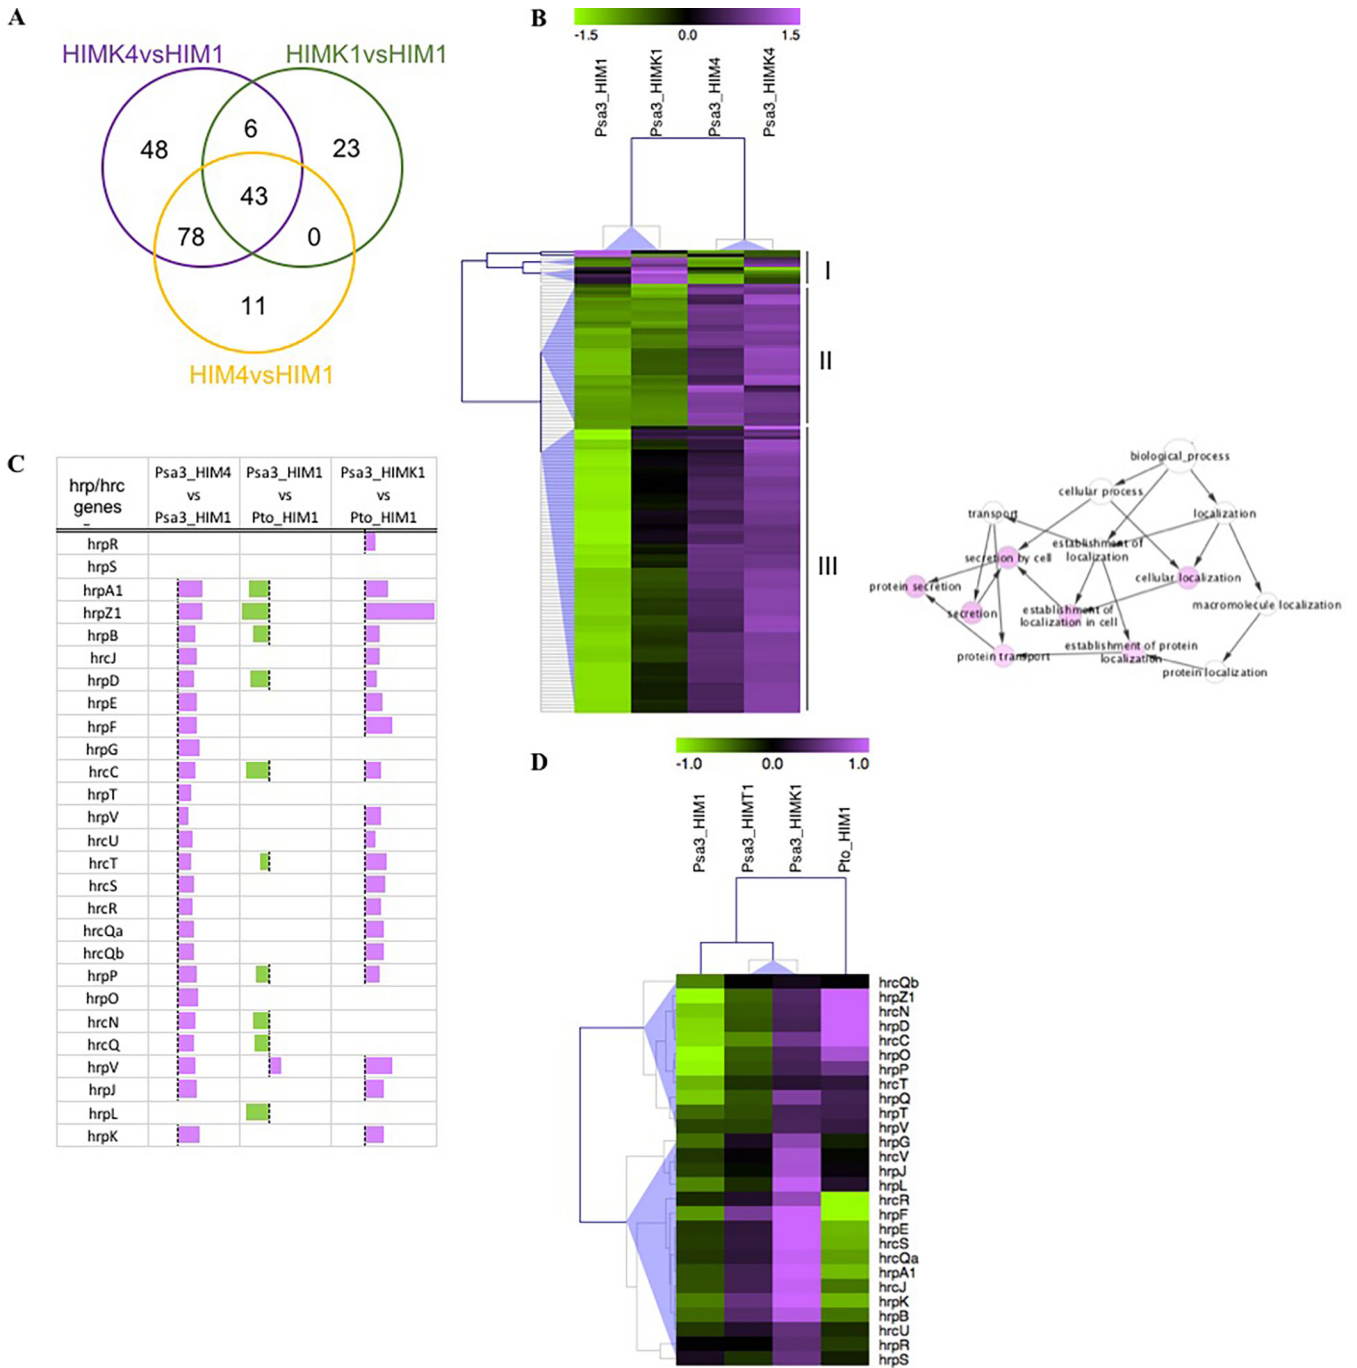 A
HIMK4vsHIM1
HIMK1vsHIM1
6
48
23
43
78
0
11
HIM4vsHIM1
B
-1.5
0.0
1.5
Psa3_HIM1
Psa3_HIMK1
Psa3_HIM4
Psa3_HIMK4
I
II
III
biological_process
cellular process
transport
localization
establishment of
localization
secretion by cell
cellular localization
protein secretion
secretion
establishment of
localization in cell
macromolecule localization
protein transport
establishment of protein
localization
protein localization
C
hrp/hrc
genes
Psa3_HIM4
vs
Psa3_HIM1
Psa3_HIM1
vs
Pto_HIM1
Psa3_HIMK1
vs
Pto_HIM1
hrpR
hrpS
hrpA1
hrpZ1
hrpB
hrcJ
hrpD
hrpE
hrpF
hrpG
hrcC
hrpT
hrpV
hrcU
hrcT
hrcS
hrcR
hrcQa
hrcQb
hrpP
hrpO
hrcN
hrcQ
hrpV
hrpJ
hrpL
hrpK
D
-1.0
0.0
1.0
Psa3_HIM1
Psa3_HIMT1
Psa3_HIMK1
Pto_HIM1
hrcQb
hrpZ1
hrcN
hrpD
hrcC
hrpO
hrpP
hrcT
hrpQ
hrpT
hrpV
hrpG
hrcV
hrpJ
hrpL
hrcR
hrpF
hrpE
hrcS
hrcQa
hrpA1
hrcJ
hrpK
hrpB
hrcU
hrpR
hrpS